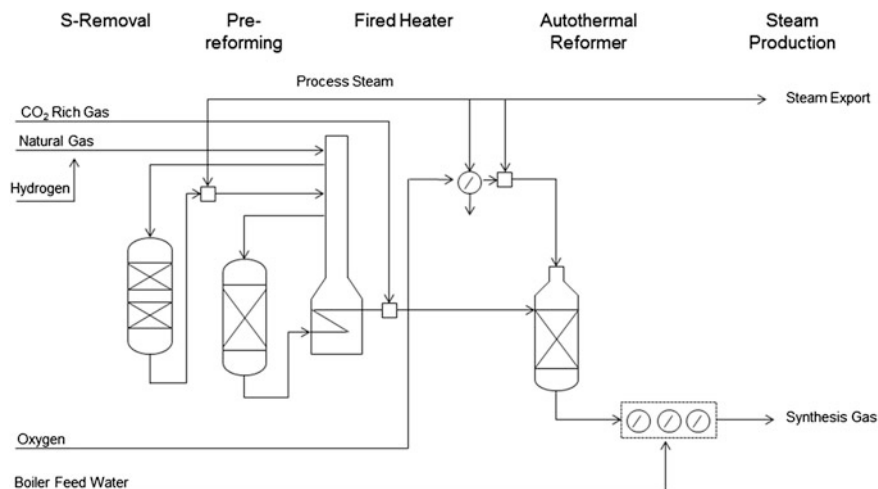 S-Removal
Pre-
reforming
Fired Heater
Autothermal
Reformer
Steam
Production
Process Steam
Steam Export
CO₂ Rich Gas
Natural Gas
Hydrogen
Oxygen
Synthesis Gas
Boiler Feed Water